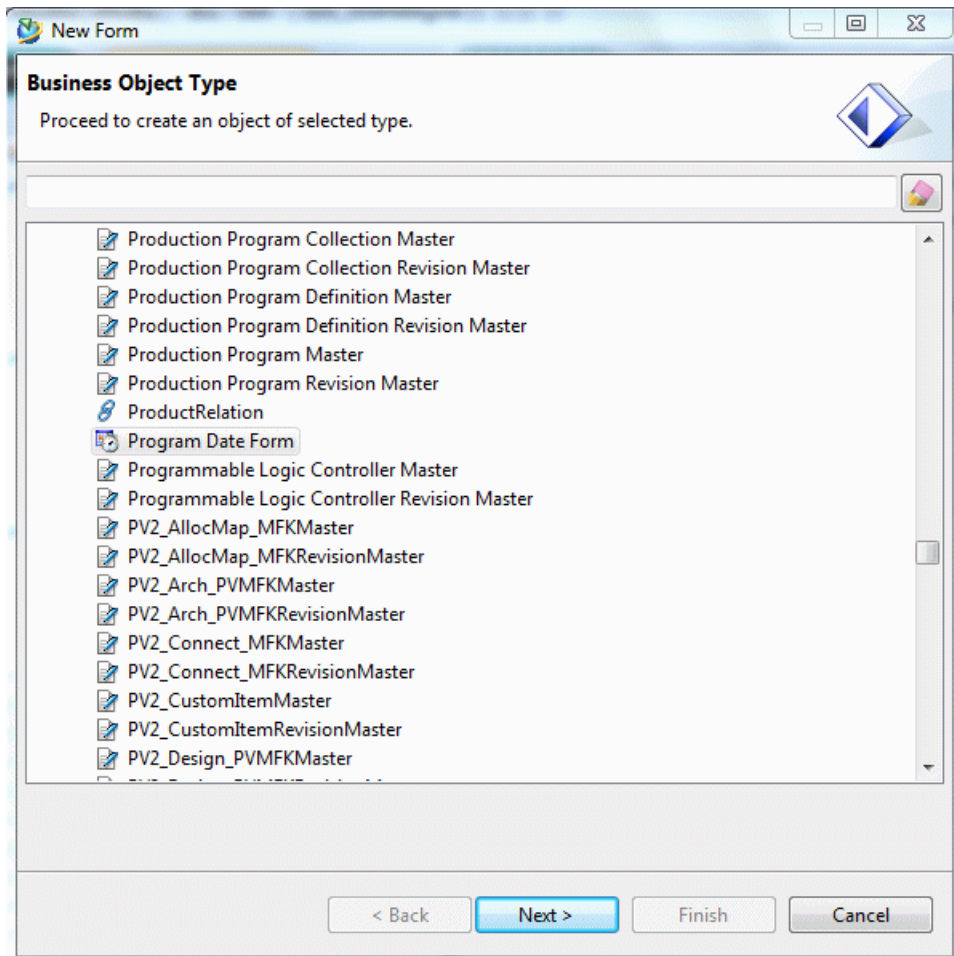 New Form
Business Object Type
Proceed to create an object of selected type.
Production Program Collection Master
Production Program Collection Revision Master
Production Program Definition Master
Production Program Definition Revision Master
Production Program Master
Production Program Revision Master
ProductRelation
Program Date Form
Programmable Logic Controller Master
Programmable Logic Controller Revision Master
PV2_AllocMap_MFKMaster
PV2_AllocMap_MFKRevisionMaster
PV2_Arch_PVMFKMaster
PV2_Arch_PVMFKRevisionMaster
PV2_Connect_MFKMaster
PV2_Connect_MFKRevisionMaster
PV2_CustomItemMaster
PV2_CustomItemRevisionMaster
PV2_Design_PVMFKMaster
< Back Next > Finish Cancel